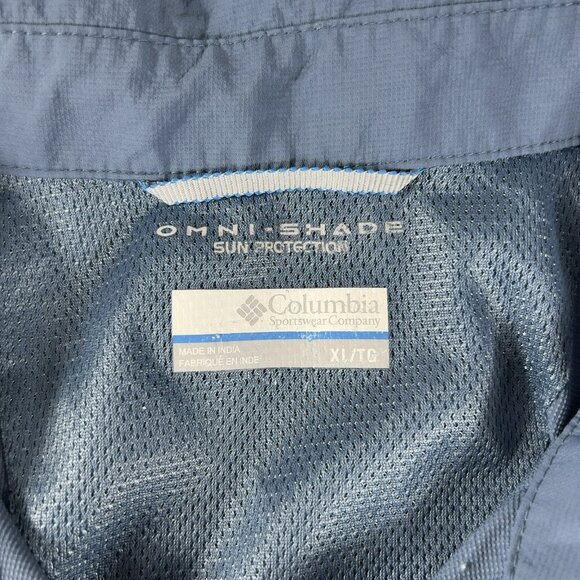 OMNI-SHADE
SUN PROTECTION
Columbia
Sportswear Company
MADE IN INDIA
FABRIQUÉ EN INDE
XL/TG